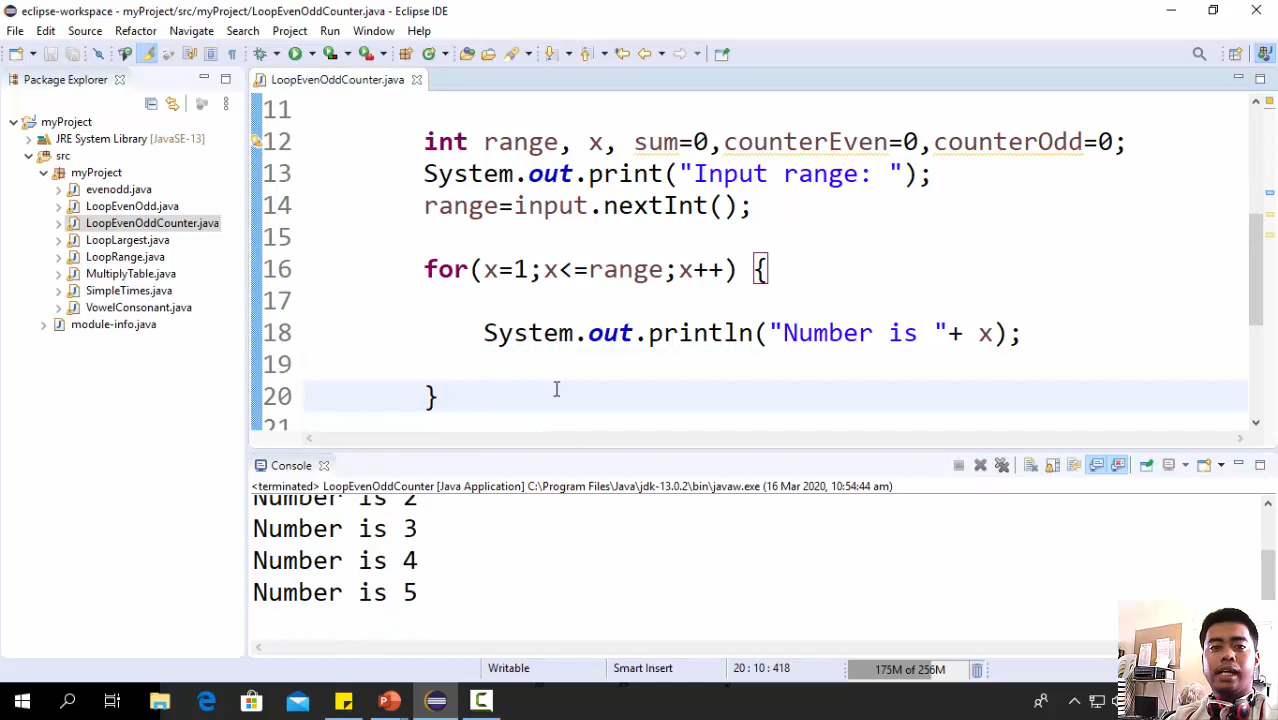 eclipse-workspace - myProject/src/myProject/LoopEvenOddCounter.java - Eclipse IDE
File Edit Source Refactor Navigate Search Project Run Window Help
Package Explorer
myProject
JRE System Library [JavaSE-13]
src
myProject
evenodd.java
LoopEvenOdd.java
LoopEvenOddCounter.java
LoopLargest.java
LoopRange.java
MultiplyTable.java
SimpleTimes.java
VowelConsonant.java
module-info.java
LoopEvenOddCounter.java
11
12 int range, x, sum=0,counterEven=0,counterOdd=0;
13 System.out.print("Input range: ");
14 range=input.nextInt();
15
16 for(x=1;x<=range;x++) {
17
18 System.out.println("Number is "+ x);
19
20 }
21
Console
<terminated> LoopEvenOddCounter [Java Application] C:\Program Files\Java\jdk-13.0.2\bin\javaw.exe (16 Mar 2020, 10:54:44 am)
Number is 2
Number is 3
Number is 4
Number is 5
Writable Smart Insert 20 : 10 : 418 175M of 256M